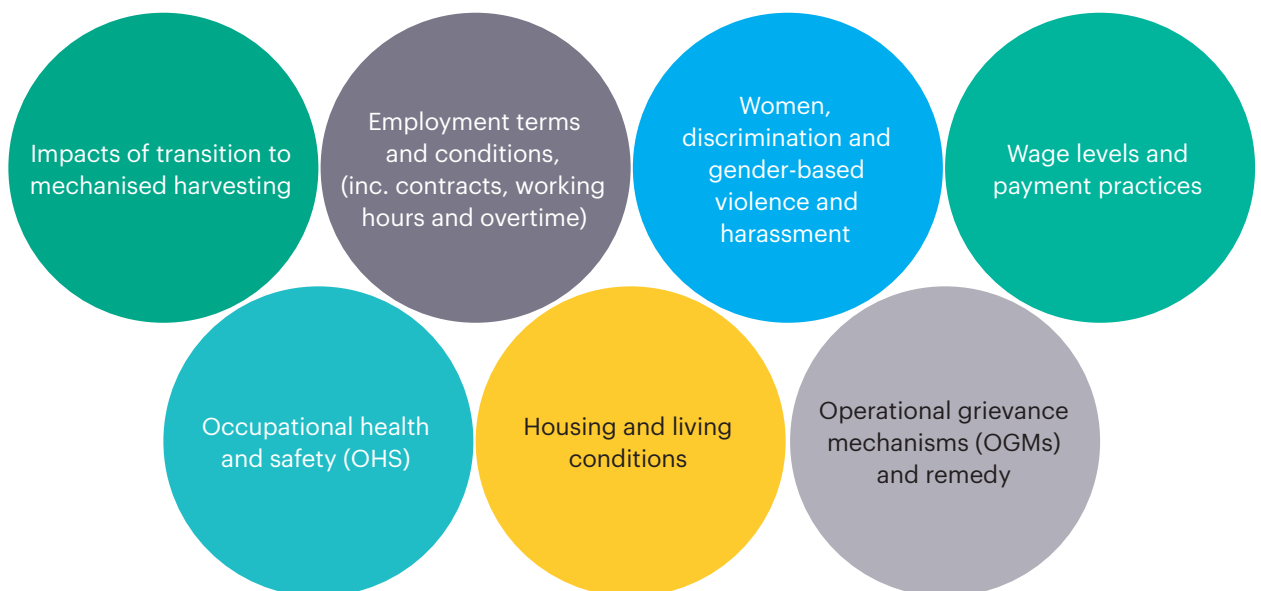 Impacts of transition to
mechanised harvesting
Employment terms
and conditions,
(inc. contracts, working
hours and overtime)
Women,
discrimination and
gender-based
violence and
harassment
Wage levels and
payment practices
Occupational health
and safety (OHS)
Housing and living
conditions
Operational grievance
mechanisms (OGMs)
and remedy